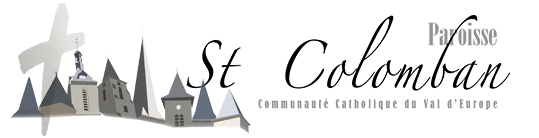 Paroisse
St Colomban
Communauté Catholique du Val d'Europe